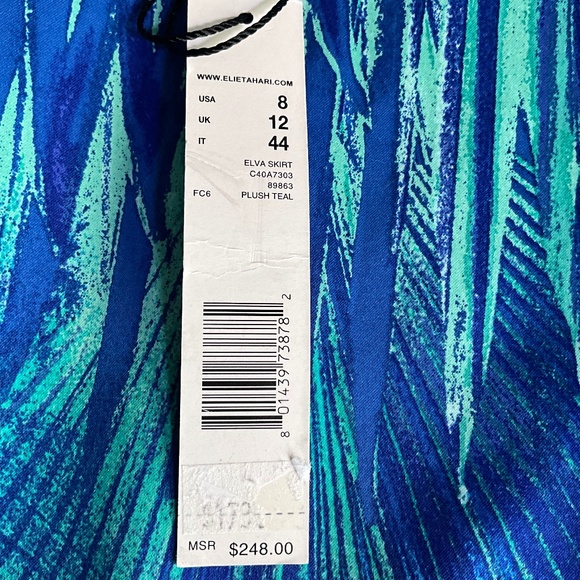 WWW.ELIETAHARI.COM
USA 8
UK 12
IT 44
ELVA SKIRT
C40A7303
89863
FC6 PLUSH TEAL
8 01439 73878 2
MSR $248.00